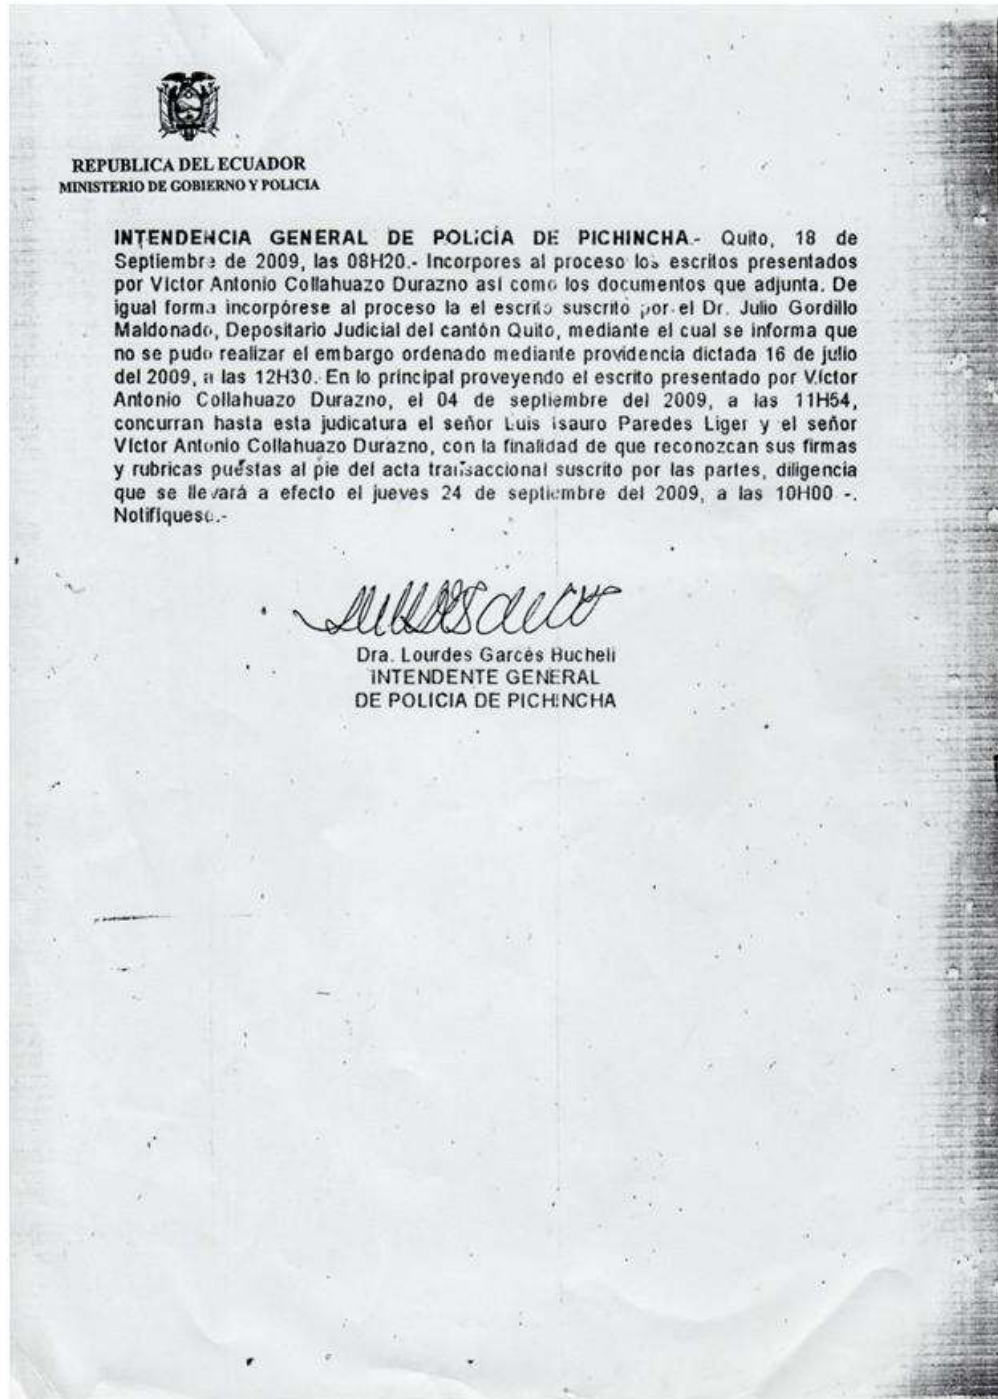 REPUBLICA DEL ECUADOR
MINISTERIO DE GOBIERNO Y POLICIA
INTENDENCIA GENERAL DE POLICÍA DE PICHINCHA.- Quito, 18 de
Septiembre de 2009, las 08H20.- Incorpores al proceso los escritos presentados
por Víctor Antonio Collahuazo Durazno así como los documentos que adjunta. De
igual forma incorpórese al proceso la el escrito suscrito por el Dr. Julio Gordillo
Maldonado, Depositario Judicial del cantón Quito, mediante el cual se informa que
no se pudo realizar el embargo ordenado mediante providencia dictada 16 de julio
del 2009, a las 12H30. En lo principal proveyendo el escrito presentado por Víctor
Antonio Collahuazo Durazno, el 04 de septiembre del 2009, a las 11H54,
concurran hasta esta judicatura el señor Luis Isauro Paredes Liger y el señor
Víctor Antonio Collahuazo Durazno, con la finalidad de que reconozcan sus firmas
y rubricas puestas al pie del acta transaccional suscrito por las partes, diligencia
que se llevará a efecto el jueves 24 de septiembre del 2009, a las 10H00 -.
Notifíquese.-
Dra. Lourdes Garcés Bucheli
INTENDENTE GENERAL
DE POLICIA DE PICHINCHA